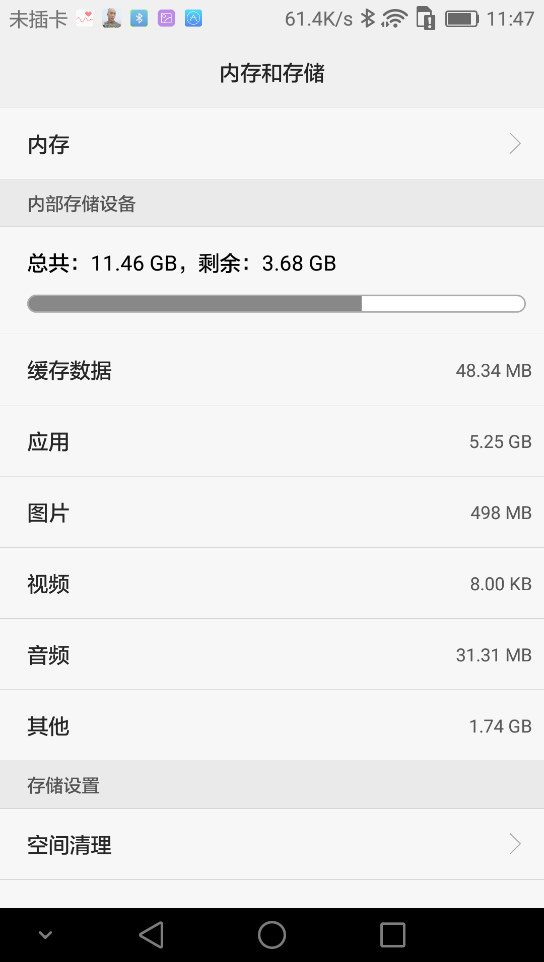 未插卡 61.4K/s 11:47
内存和存储
内存
内部存储设备
总共：11.46 GB，剩余：3.68 GB
缓存数据 48.34 MB
应用 5.25 GB
图片 498 MB
视频 8.00 KB
音频 31.31 MB
其他 1.74 GB
存储设置
空间清理